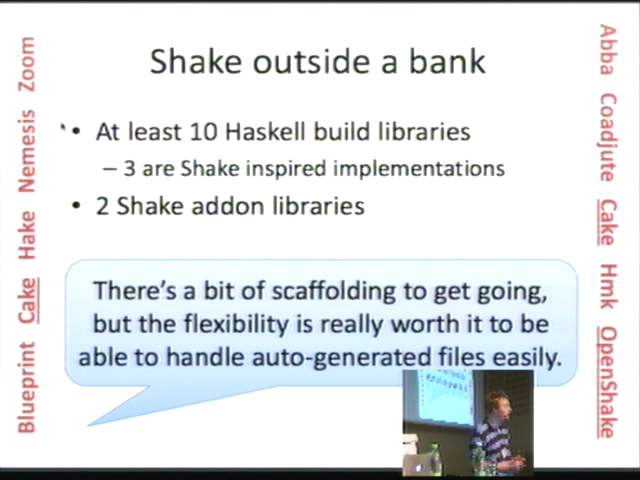 Shake outside a bank
• At least 10 Haskell build libraries
– 3 are Shake inspired implementations
• 2 Shake addon libraries
There's a bit of scaffolding to get going,
but the flexibility is really worth it to be
able to handle auto-generated files easily.
Blueprint Cake Hake Nemesis Zoom
Abba Coadjute Cake Hmk OpenShake